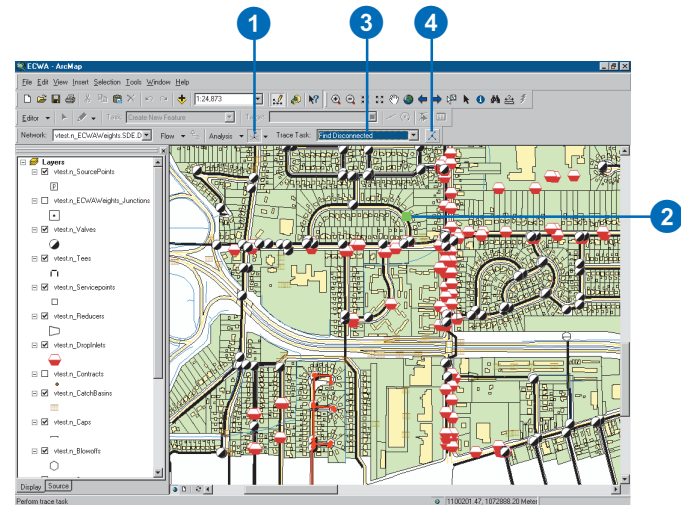 1
3
4
ECWA - ArcMap
File Edit View Insert Selection Tools Window Help
1:24,873
Editor Task: Create New Feature Target:
Network: vtest.n_ECWAWeights.SDE.D Flow Analysis Trace Task: Find Disconnected
Layers
vtest.n_SourcePoints
P
vtest.n_ECWAWeights_Junctions
vtest.n_Valves
vtest.n_Tees
vtest.n_Servicepoints
vtest.n_Reducers
vtest.n_DropInlets
vtest.n_Contracts
vtest.n_CatchBasins
vtest.n_Caps
vtest.n_Blowoffs
2
Display Source
Perform trace task
1100201.47, 1072888.20 Meter